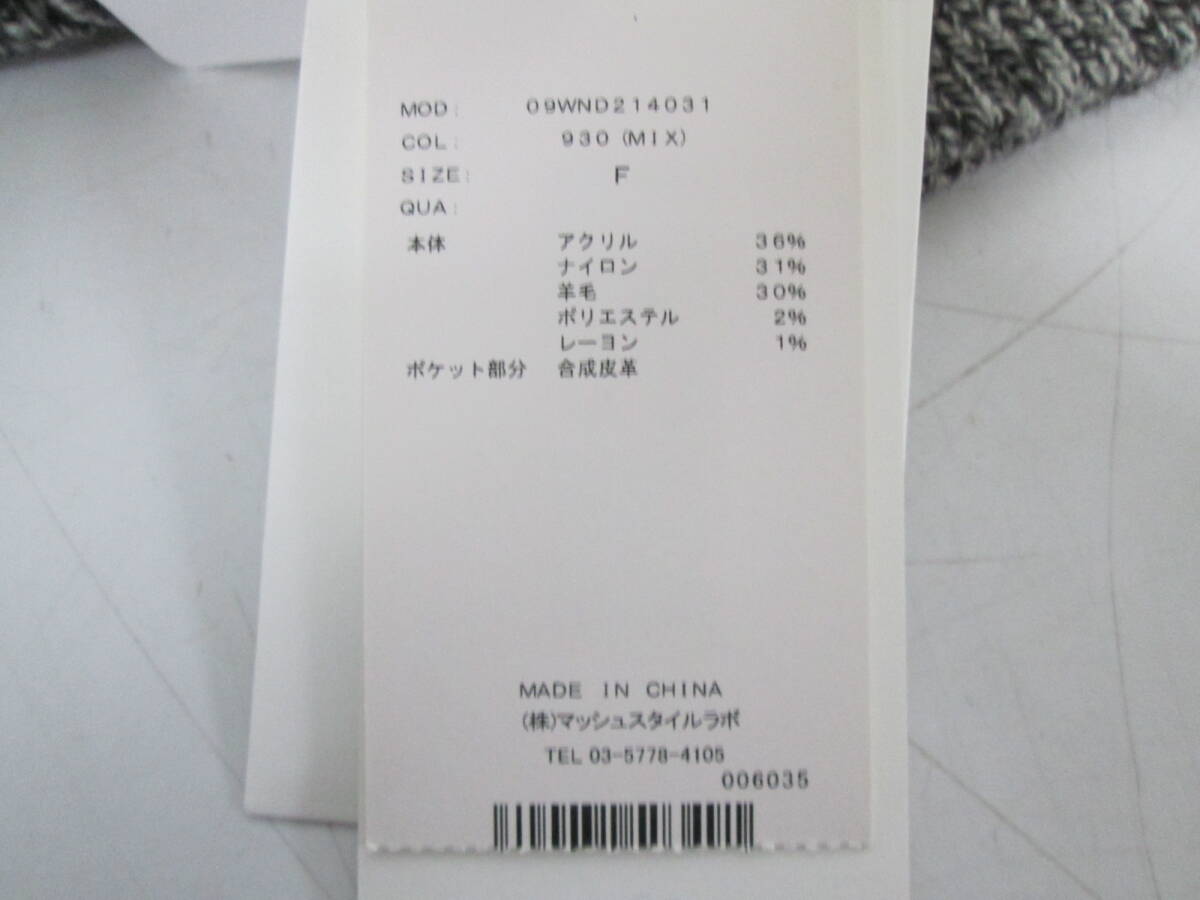 MOD: 09WND214031
COL: 930 (MIX)
SIZE: F
QUA:
本体 アクリル 36%
ナイロン 31%
羊毛 30%
ポリエステル 2%
レーヨン 1%
ポケット部分 合成皮革
MADE IN CHINA
(株)マッシュスタイルラボ
TEL 03-5778-4105
006035